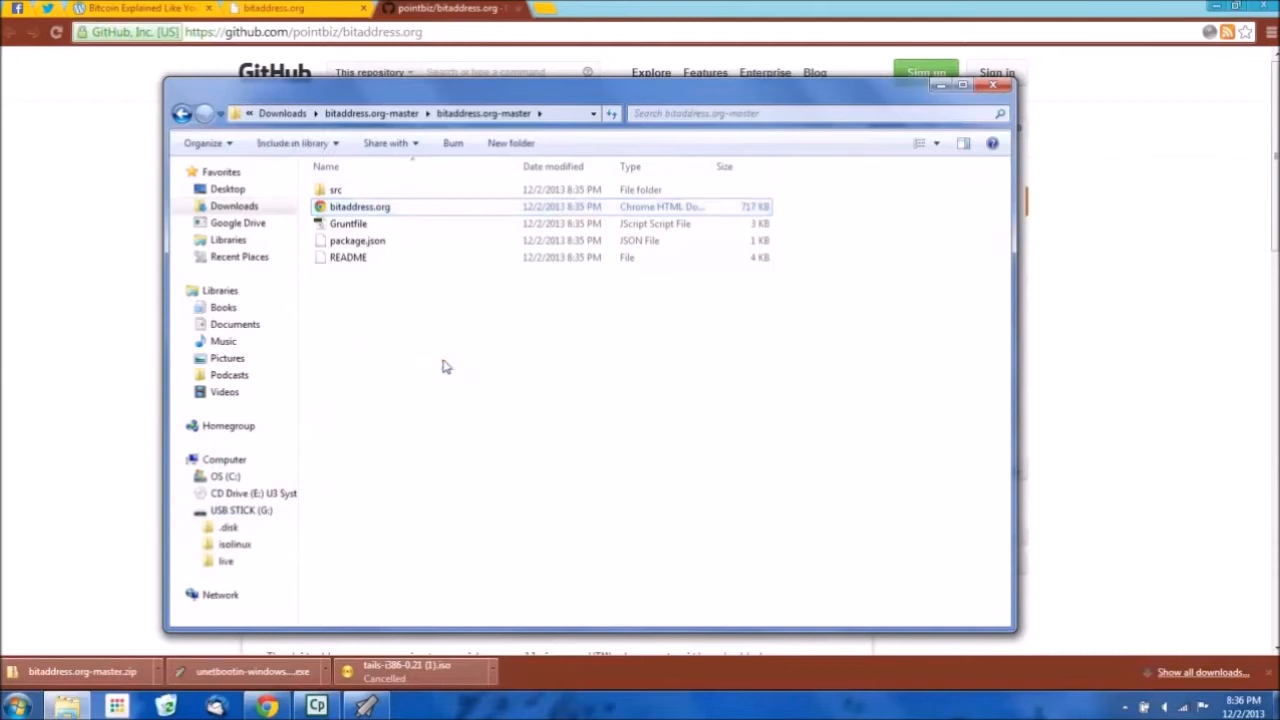 Bitcoin Explained Like Yo
bitaddress.org
pointbiz/bitaddress.org ·
GitHub, Inc. [US] https://github.com/pointbiz/bitaddress.org
GitHub This repository Search or type a command Explore Features Enterprise Blog Sign up Sign in
« Downloads bitaddress.org-master bitaddress.org-master Search bitaddress.org-master
Organize Include in library Share with Burn New folder
Name Date modified Type Size
src 12/2/2013 8:35 PM File folder
bitaddress.org 12/2/2013 8:35 PM Chrome HTML Do... 717 KB
Gruntfile 12/2/2013 8:35 PM JScript Script File 3 KB
package.json 12/2/2013 8:35 PM JSON File 1 KB
README 12/2/2013 8:35 PM File 4 KB
Favorites
Desktop
Downloads
Google Drive
Libraries
Recent Places
Libraries
Books
Documents
Music
Pictures
Podcasts
Videos
Homegroup
Computer
OS (C:)
CD Drive (E:) U3 Syst
USB STICK (G:)
.disk
isolinux
live
Network
bitaddress.org-master.zip
unetbootin-windows....exe
tails-i386-0.21 (1).iso
Cancelled
Show all downloads...
Cp
8:36 PM
12/2/2013